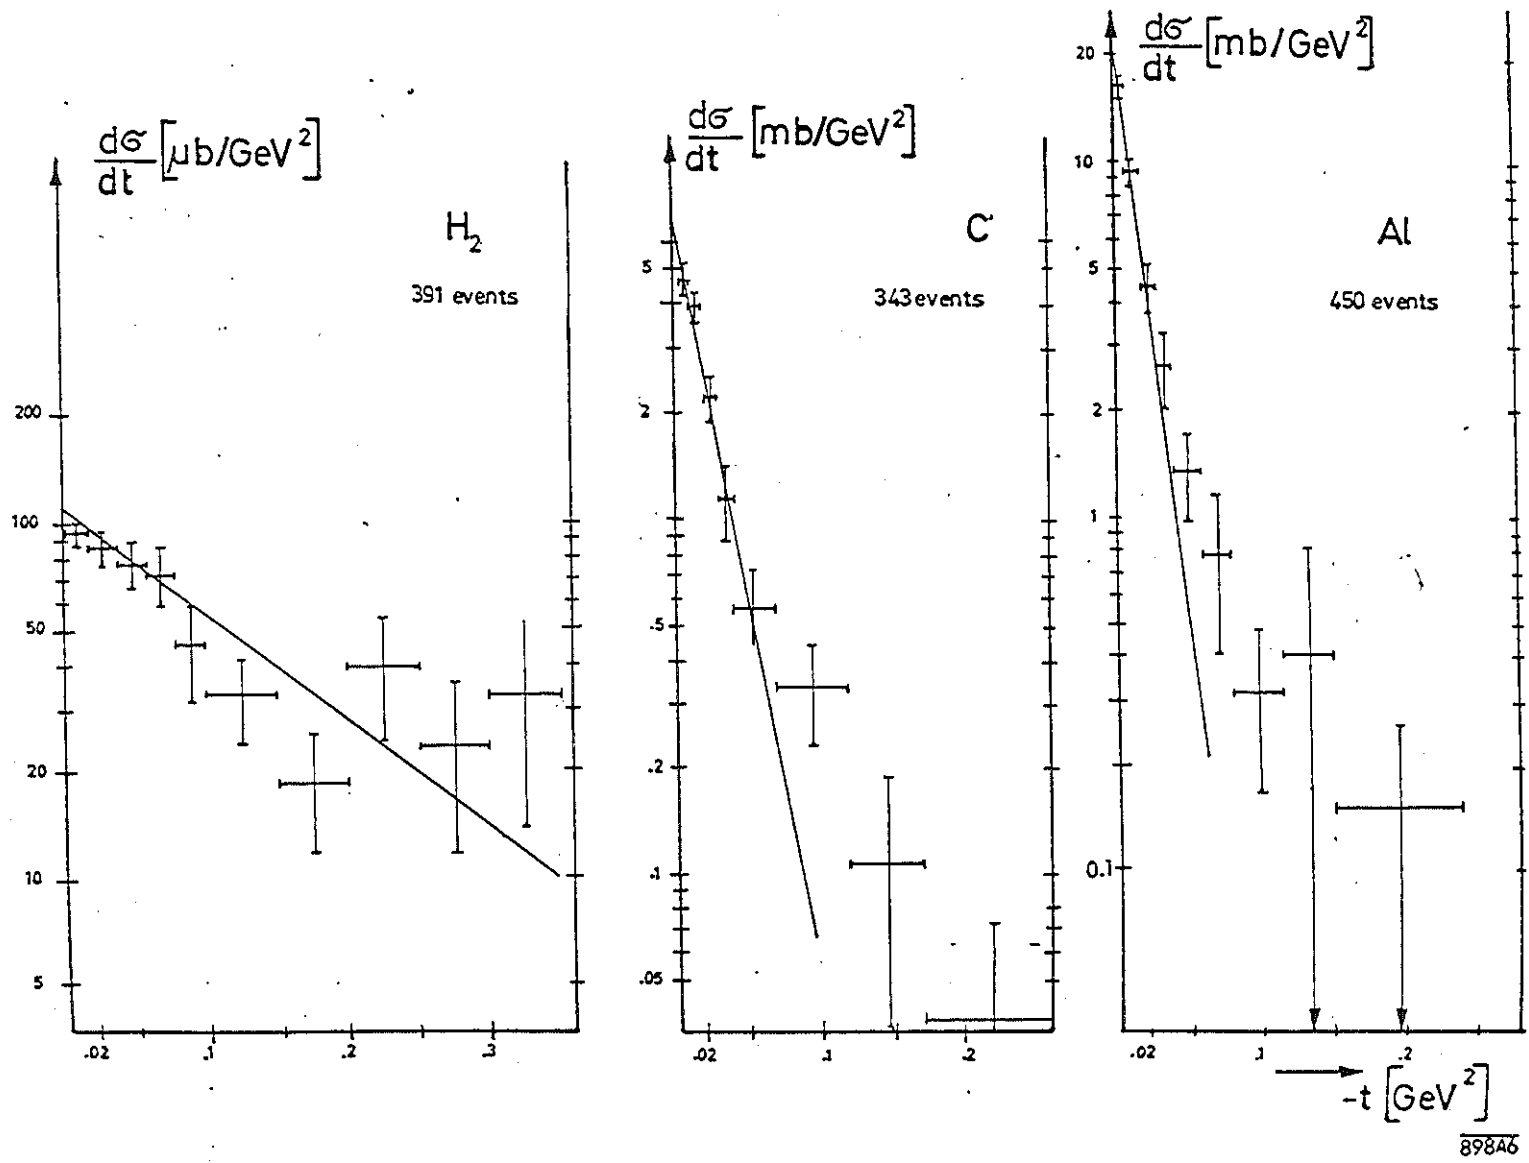 dσ/dt [μb/GeV²]
H₂
391 events
200
100
50
20
10
5
.02 .1 .2 .3
dσ/dt [mb/GeV²]
C
343 events
5
2
1
.5
.2
.1
.05
.02 .1 .2
dσ/dt [mb/GeV²]
Al
450 events
20
10
5
2
1
0.1
.02 .1 .2
-t [GeV²]
898A6